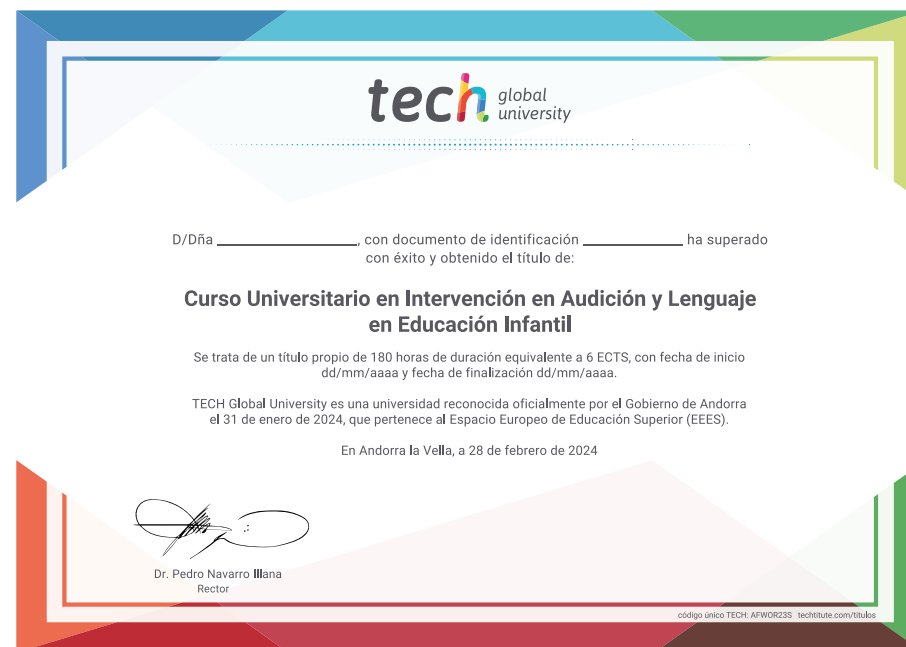 tech global university
D/Dña ____________________, con documento de identificación ______________ ha superado
con éxito y obtenido el título de:
Curso Universitario en Intervención en Audición y Lenguaje
en Educación Infantil
Se trata de un título propio de 180 horas de duración equivalente a 6 ECTS, con fecha de inicio
dd/mm/aaaa y fecha de finalización dd/mm/aaaa.
TECH Global University es una universidad reconocida oficialmente por el Gobierno de Andorra
el 31 de enero de 2024, que pertenece al Espacio Europeo de Educación Superior (EEES).
En Andorra la Vella, a 28 de febrero de 2024
Dr. Pedro Navarro Illana
Rector
código único TECH: AFWOR23S techtitute.com/titulos